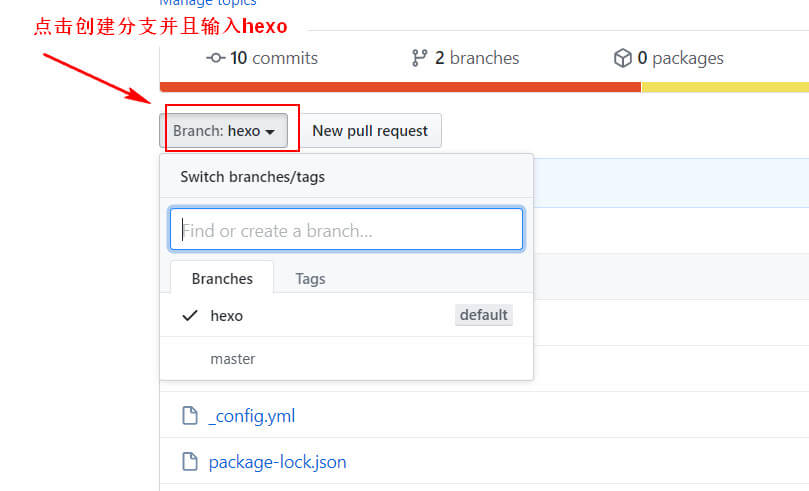 Manage topics
点击创建分支并且输入hexo
10 commits
2 branches
0 packages
Branch: hexo
New pull request
Switch branches/tags
Find or create a branch...
Branches
Tags
hexo
default
master
_config.yml
package-lock.json